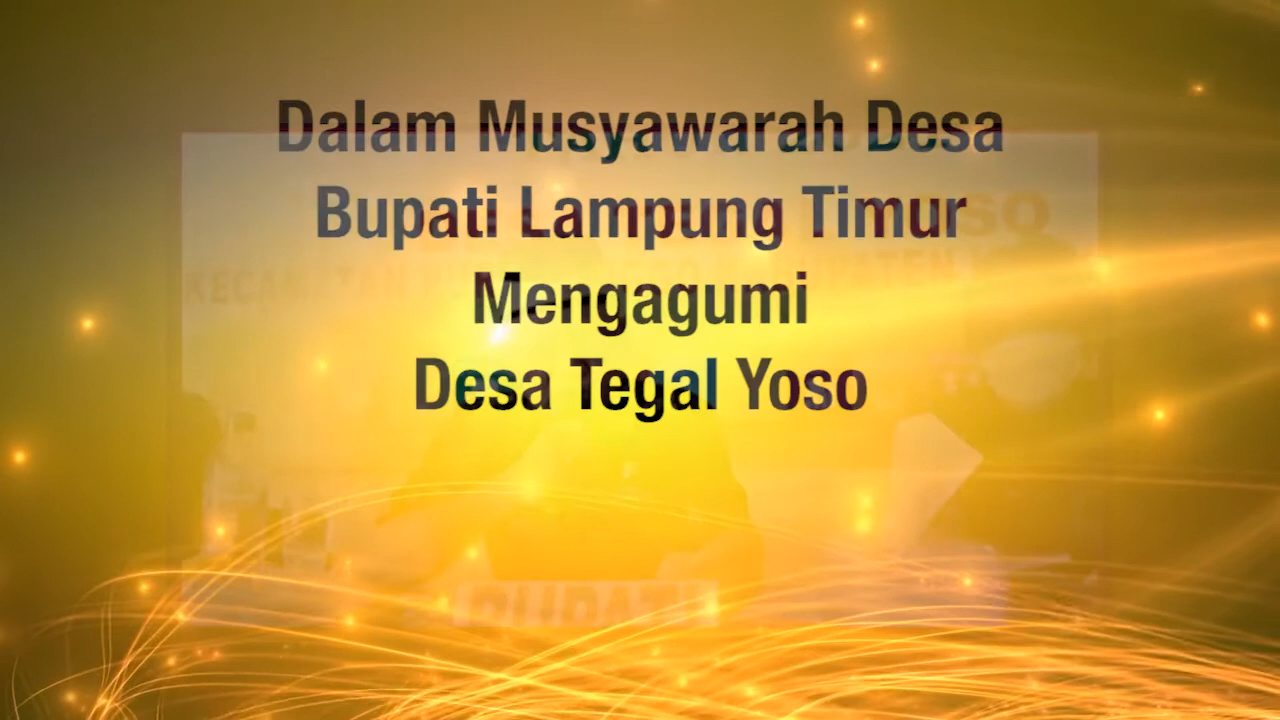 Dalam Musyawarah Desa
Bupati Lampung Timur
Mengagumi
Desa Tegal Yoso